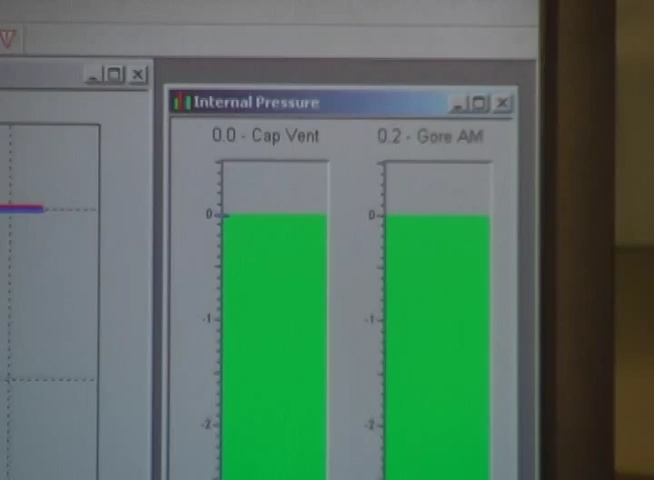 V
Internal Pressure
0.0 - Cap Vent 0.2 - Gore AM
0 0
-1 -1
-2 -2